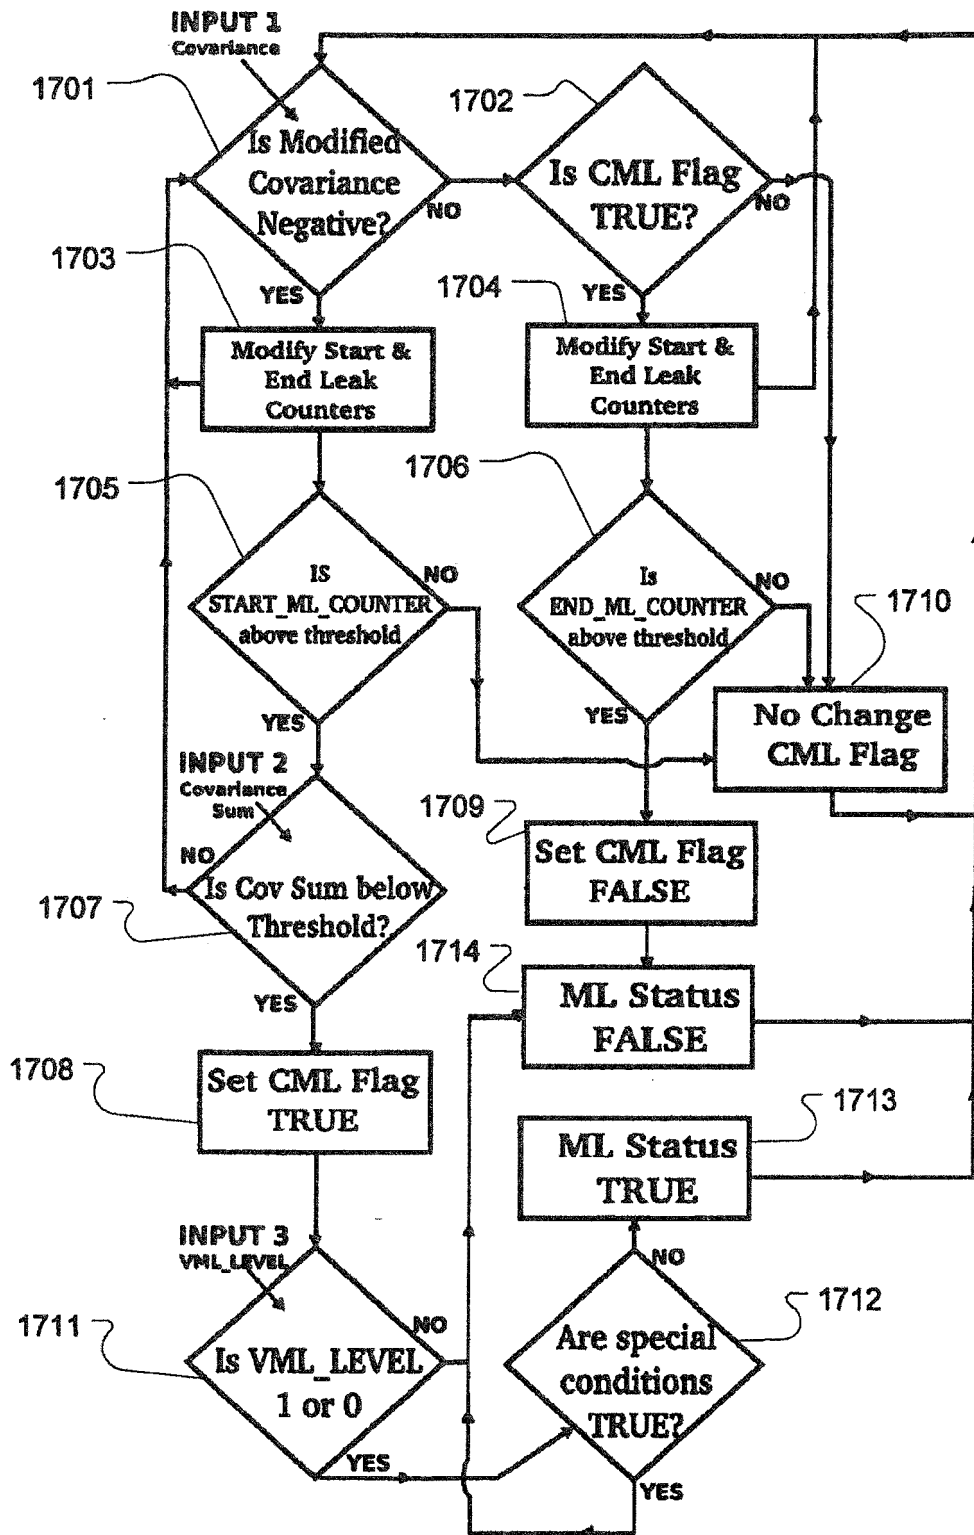 INPUT 1
Covariance
1701
1702
Is Modified
Covariance
Negative?
NO
YES
Is CML Flag
TRUE?
NO
YES
1703
1704
Modify Start &
End Leak
Counters
Modify Start &
End Leak
Counters
1705
1706
IS
START_ML_COUNTER
above threshold
NO
YES
Is
END_ML_COUNTER
above threshold
NO
YES
1710
No Change
CML Flag
INPUT 2
Covariance
Sum
NO
Is Cov Sum below
Threshold?
1707
YES
1709
Set CML Flag
FALSE
1714
ML Status
FALSE
1708
Set CML Flag
TRUE
1713
ML Status
TRUE
INPUT 3
VML_LEVEL
1711
Is VML_LEVEL
1 or 0
NO
YES
NO
1712
Are special
conditions
TRUE?
YES